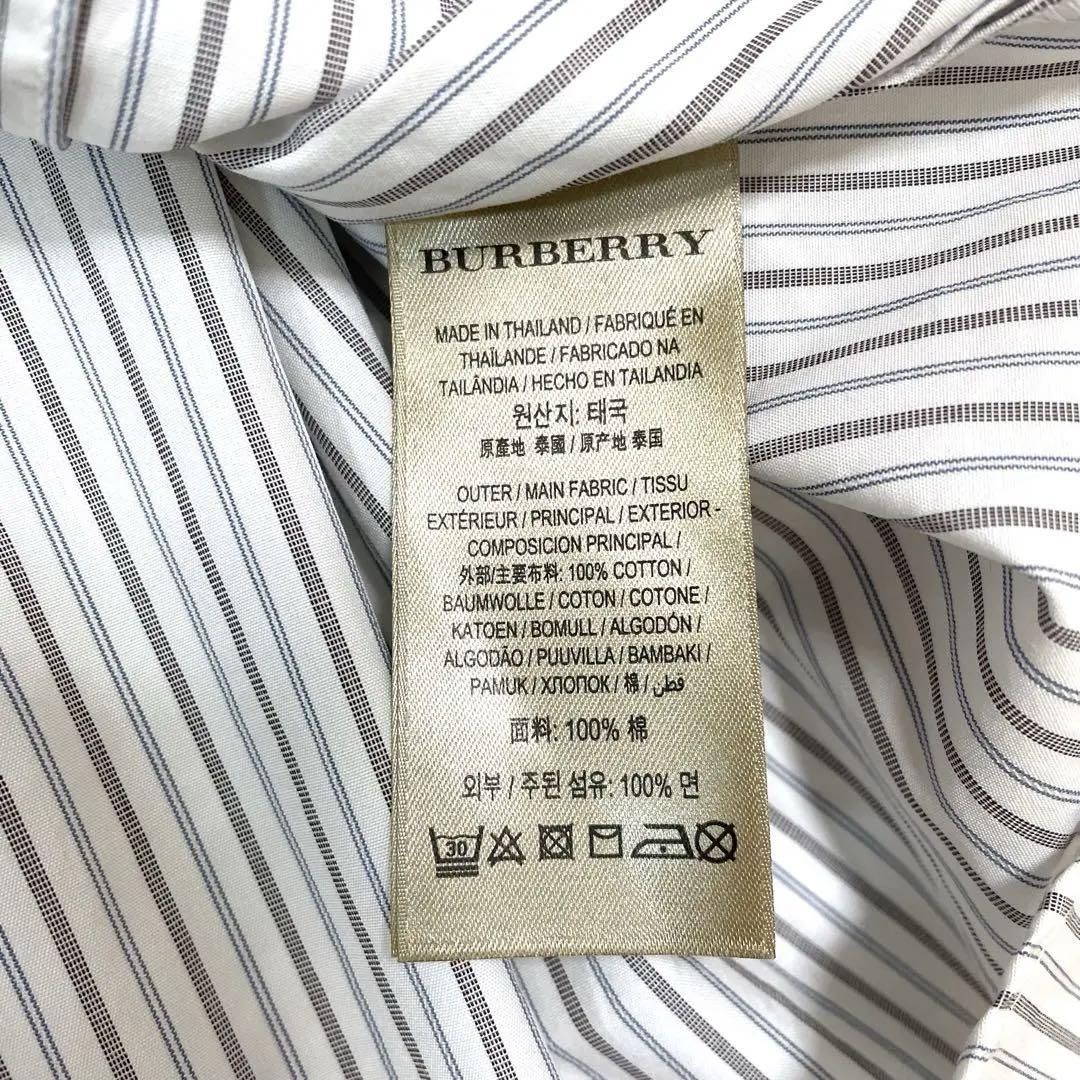 BURBERRY
MADE IN THAILAND / FABRIQUÉ EN
THAÏLANDE / FABRICADO NA
TAILÂNDIA / HECHO EN TAILANDIA
원산지: 태국
原產地 泰國 / 原产地 泰国
OUTER / MAIN FABRIC / TISSU
EXTÉRIEUR / PRINCIPAL / EXTERIOR -
COMPOSICION PRINCIPAL /
外部/主要布料: 100% COTTON /
BAUMWOLLE / COTON / COTONE /
KATOEN / BOMULL / ALGODÓN /
ALGODÃO / PUUVILLA / BAMBAKI /
PAMUK / ХЛОПОК / 棉 / قطن
面料: 100% 棉
외부 / 주된 섬유: 100% 면
30